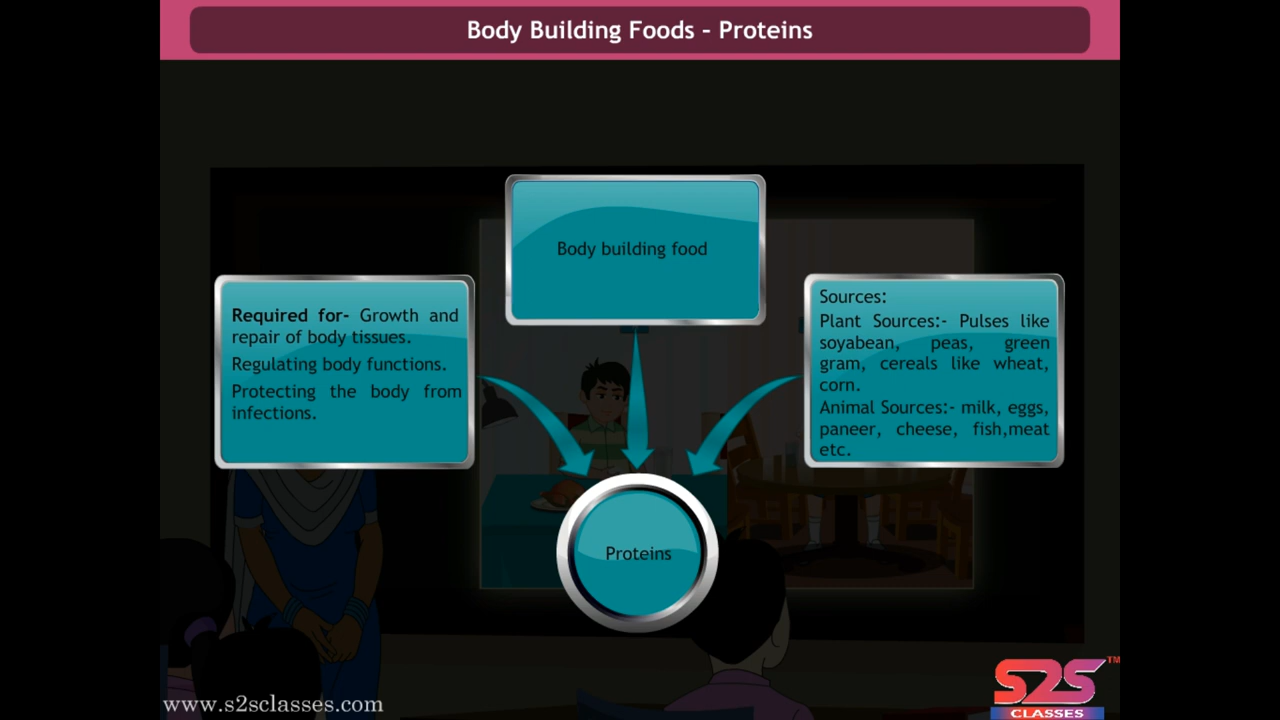 Body Building Foods - Proteins
Body building food
Required for- Growth and
repair of body tissues.
Regulating body functions.
Protecting the body from
infections.
Sources:
Plant Sources:- Pulses like
soyabean, peas, green
gram, cereals like wheat,
corn.
Animal Sources:- milk, eggs,
paneer, cheese, fish,meat
etc.
Proteins
www.s2sclasses.com
S2S TM
CLASSES